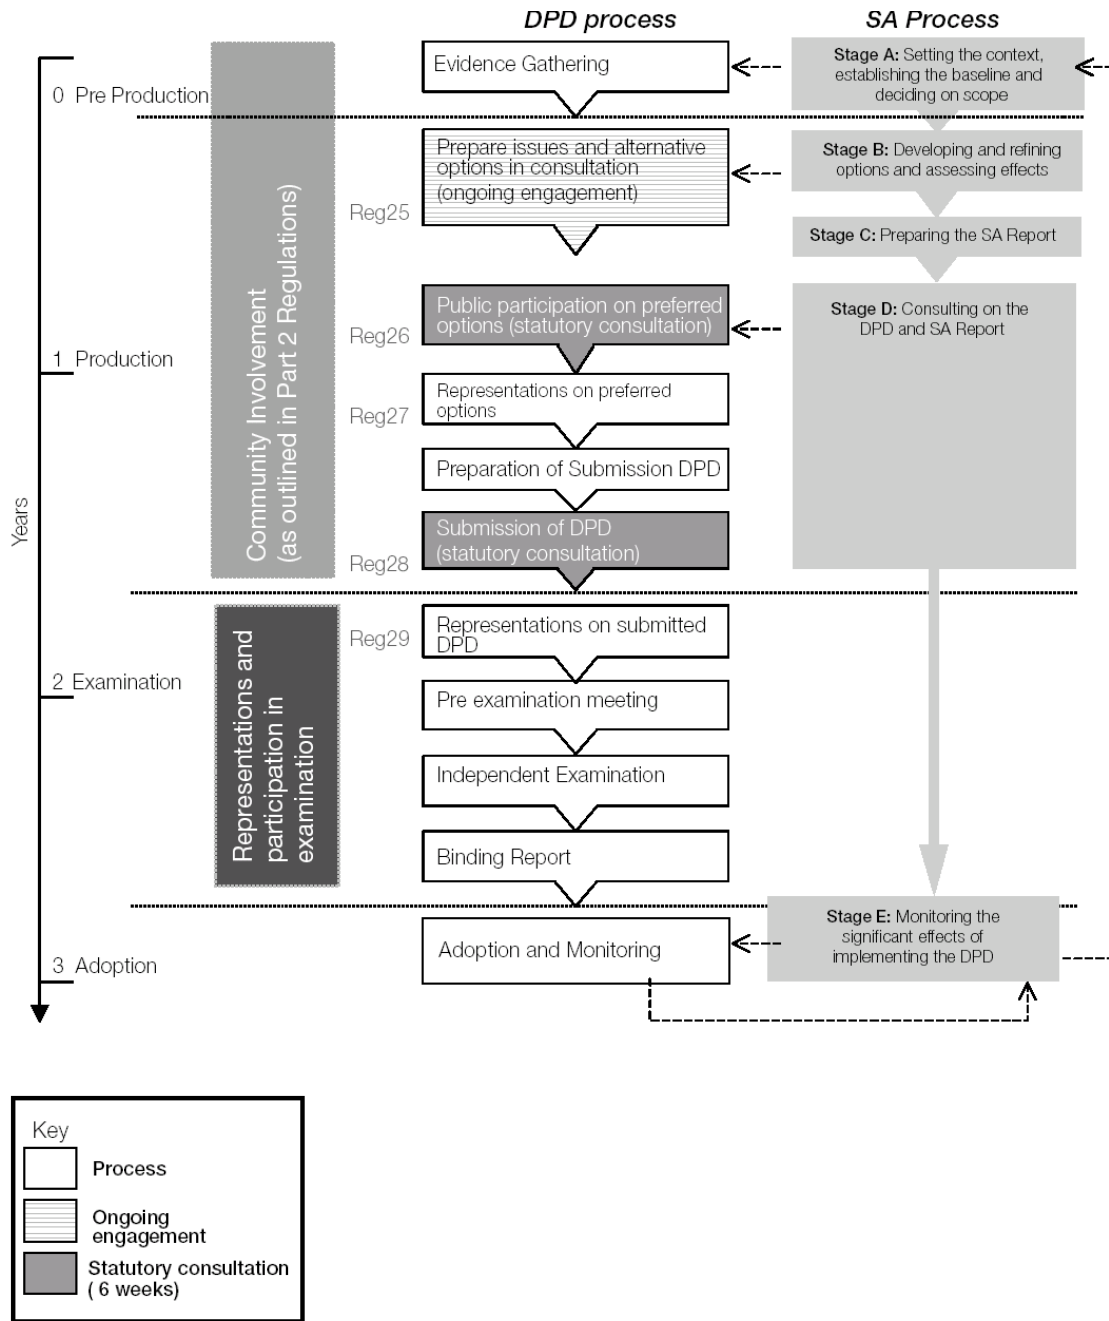 DPD process
SA Process
Years
0 Pre Production
1 Production
2 Examination
3 Adoption
Community Involvement
(as outlined in Part 2 Regulations)
Representations and
participation in
examination
Reg25
Reg26
Reg27
Reg28
Reg29
Evidence Gathering
Prepare issues and alternative
options in consultation
(ongoing engagement)
Public participation on preferred
options (statutory consultation)
Representations on preferred
options
Preparation of Submission DPD
Submission of DPD
(statutory consultation)
Representations on submitted
DPD
Pre examination meeting
Independent Examination
Binding Report
Adoption and Monitoring
Stage A: Setting the context,
establishing the baseline and
deciding on scope
Stage B: Developing and refining
options and assessing effects
Stage C: Preparing the SA Report
Stage D: Consulting on the
DPD and SA Report
Stage E: Monitoring the
significant effects of
implementing the DPD
Key
Process
Ongoing
engagement
Statutory consultation
( 6 weeks)